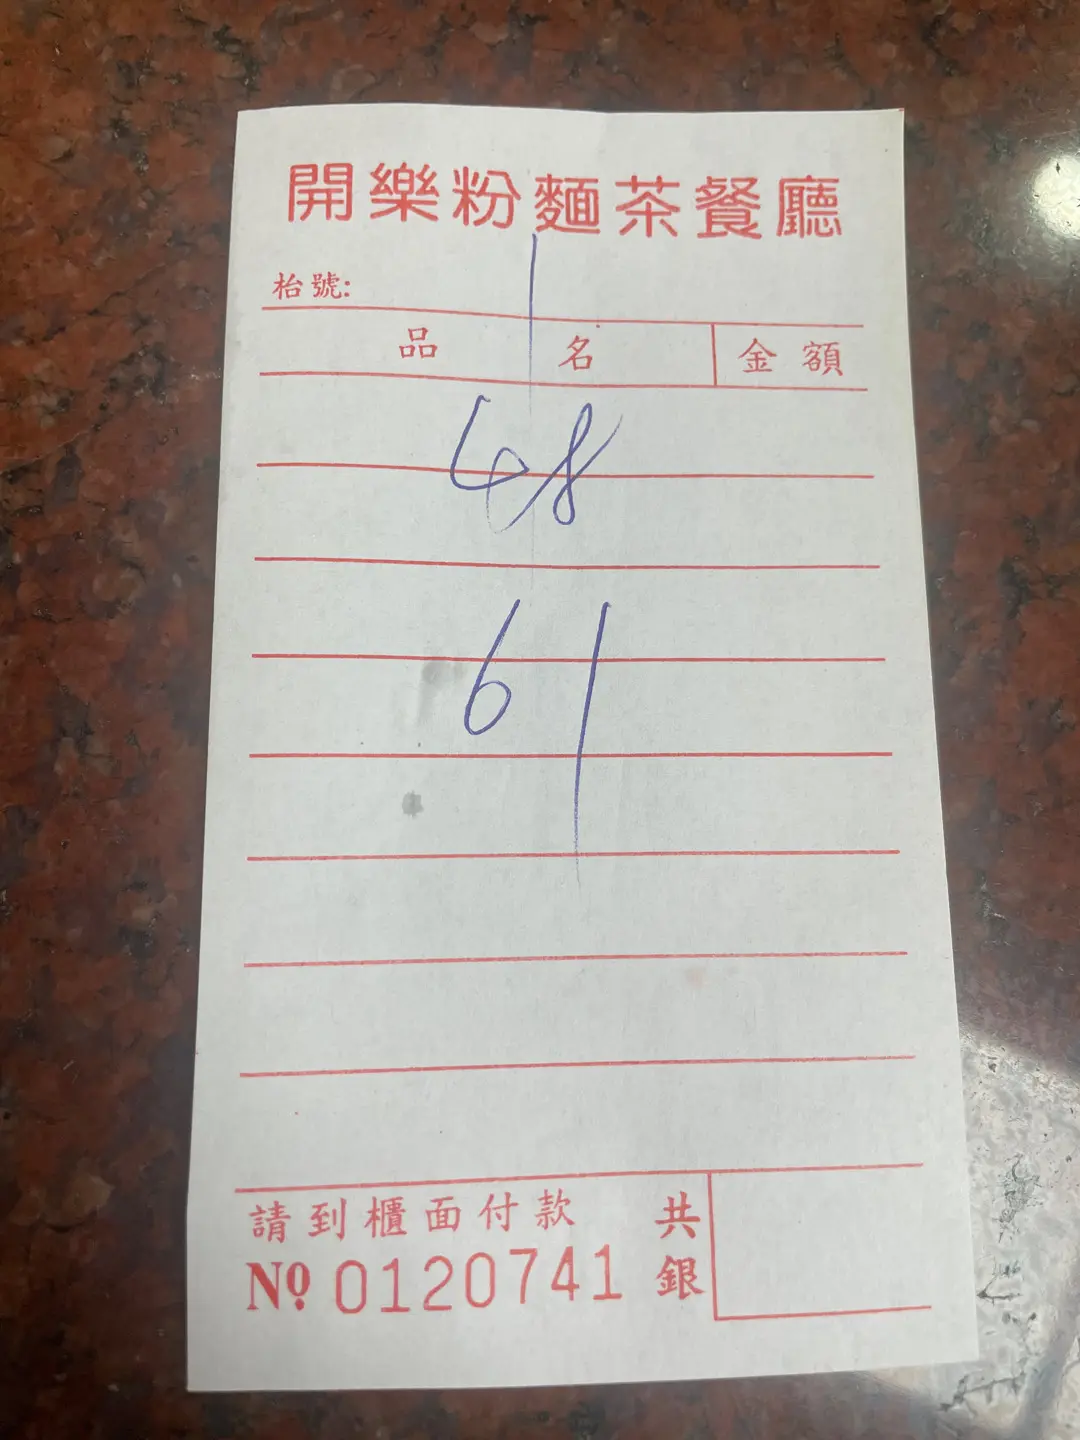 開樂粉麵茶餐廳
枱號:
品名 金額
48
61
請到櫃面付款 共銀
Nº 0120741